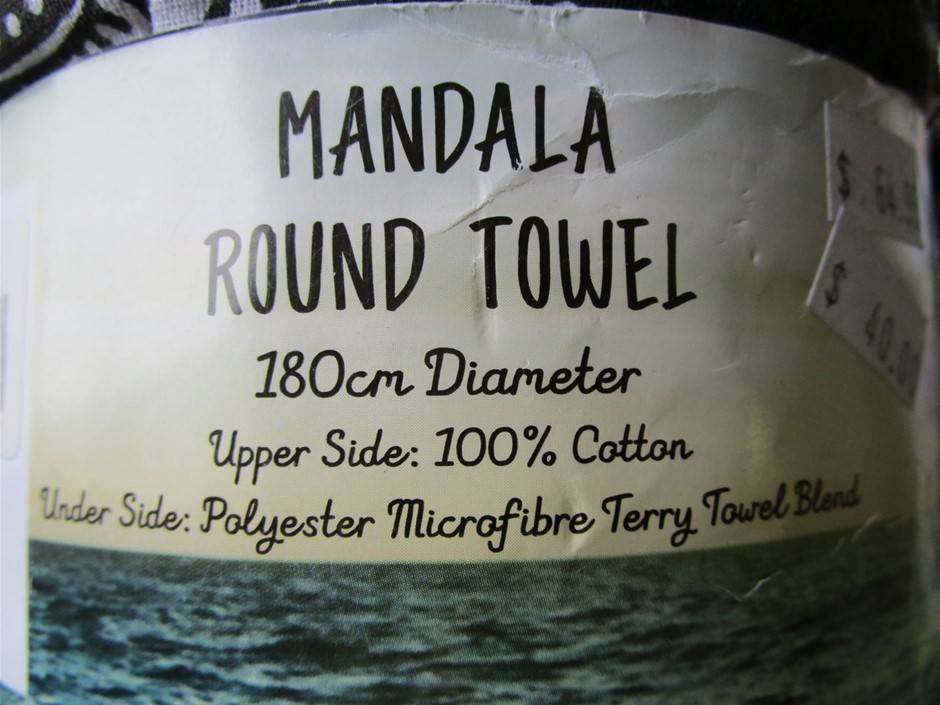 MANDALA
ROUND TOWEL
180cm Diameter
Upper Side: 100% Cotton
Under Side: Polyester Microfibre Terry Towel Blend
$
$